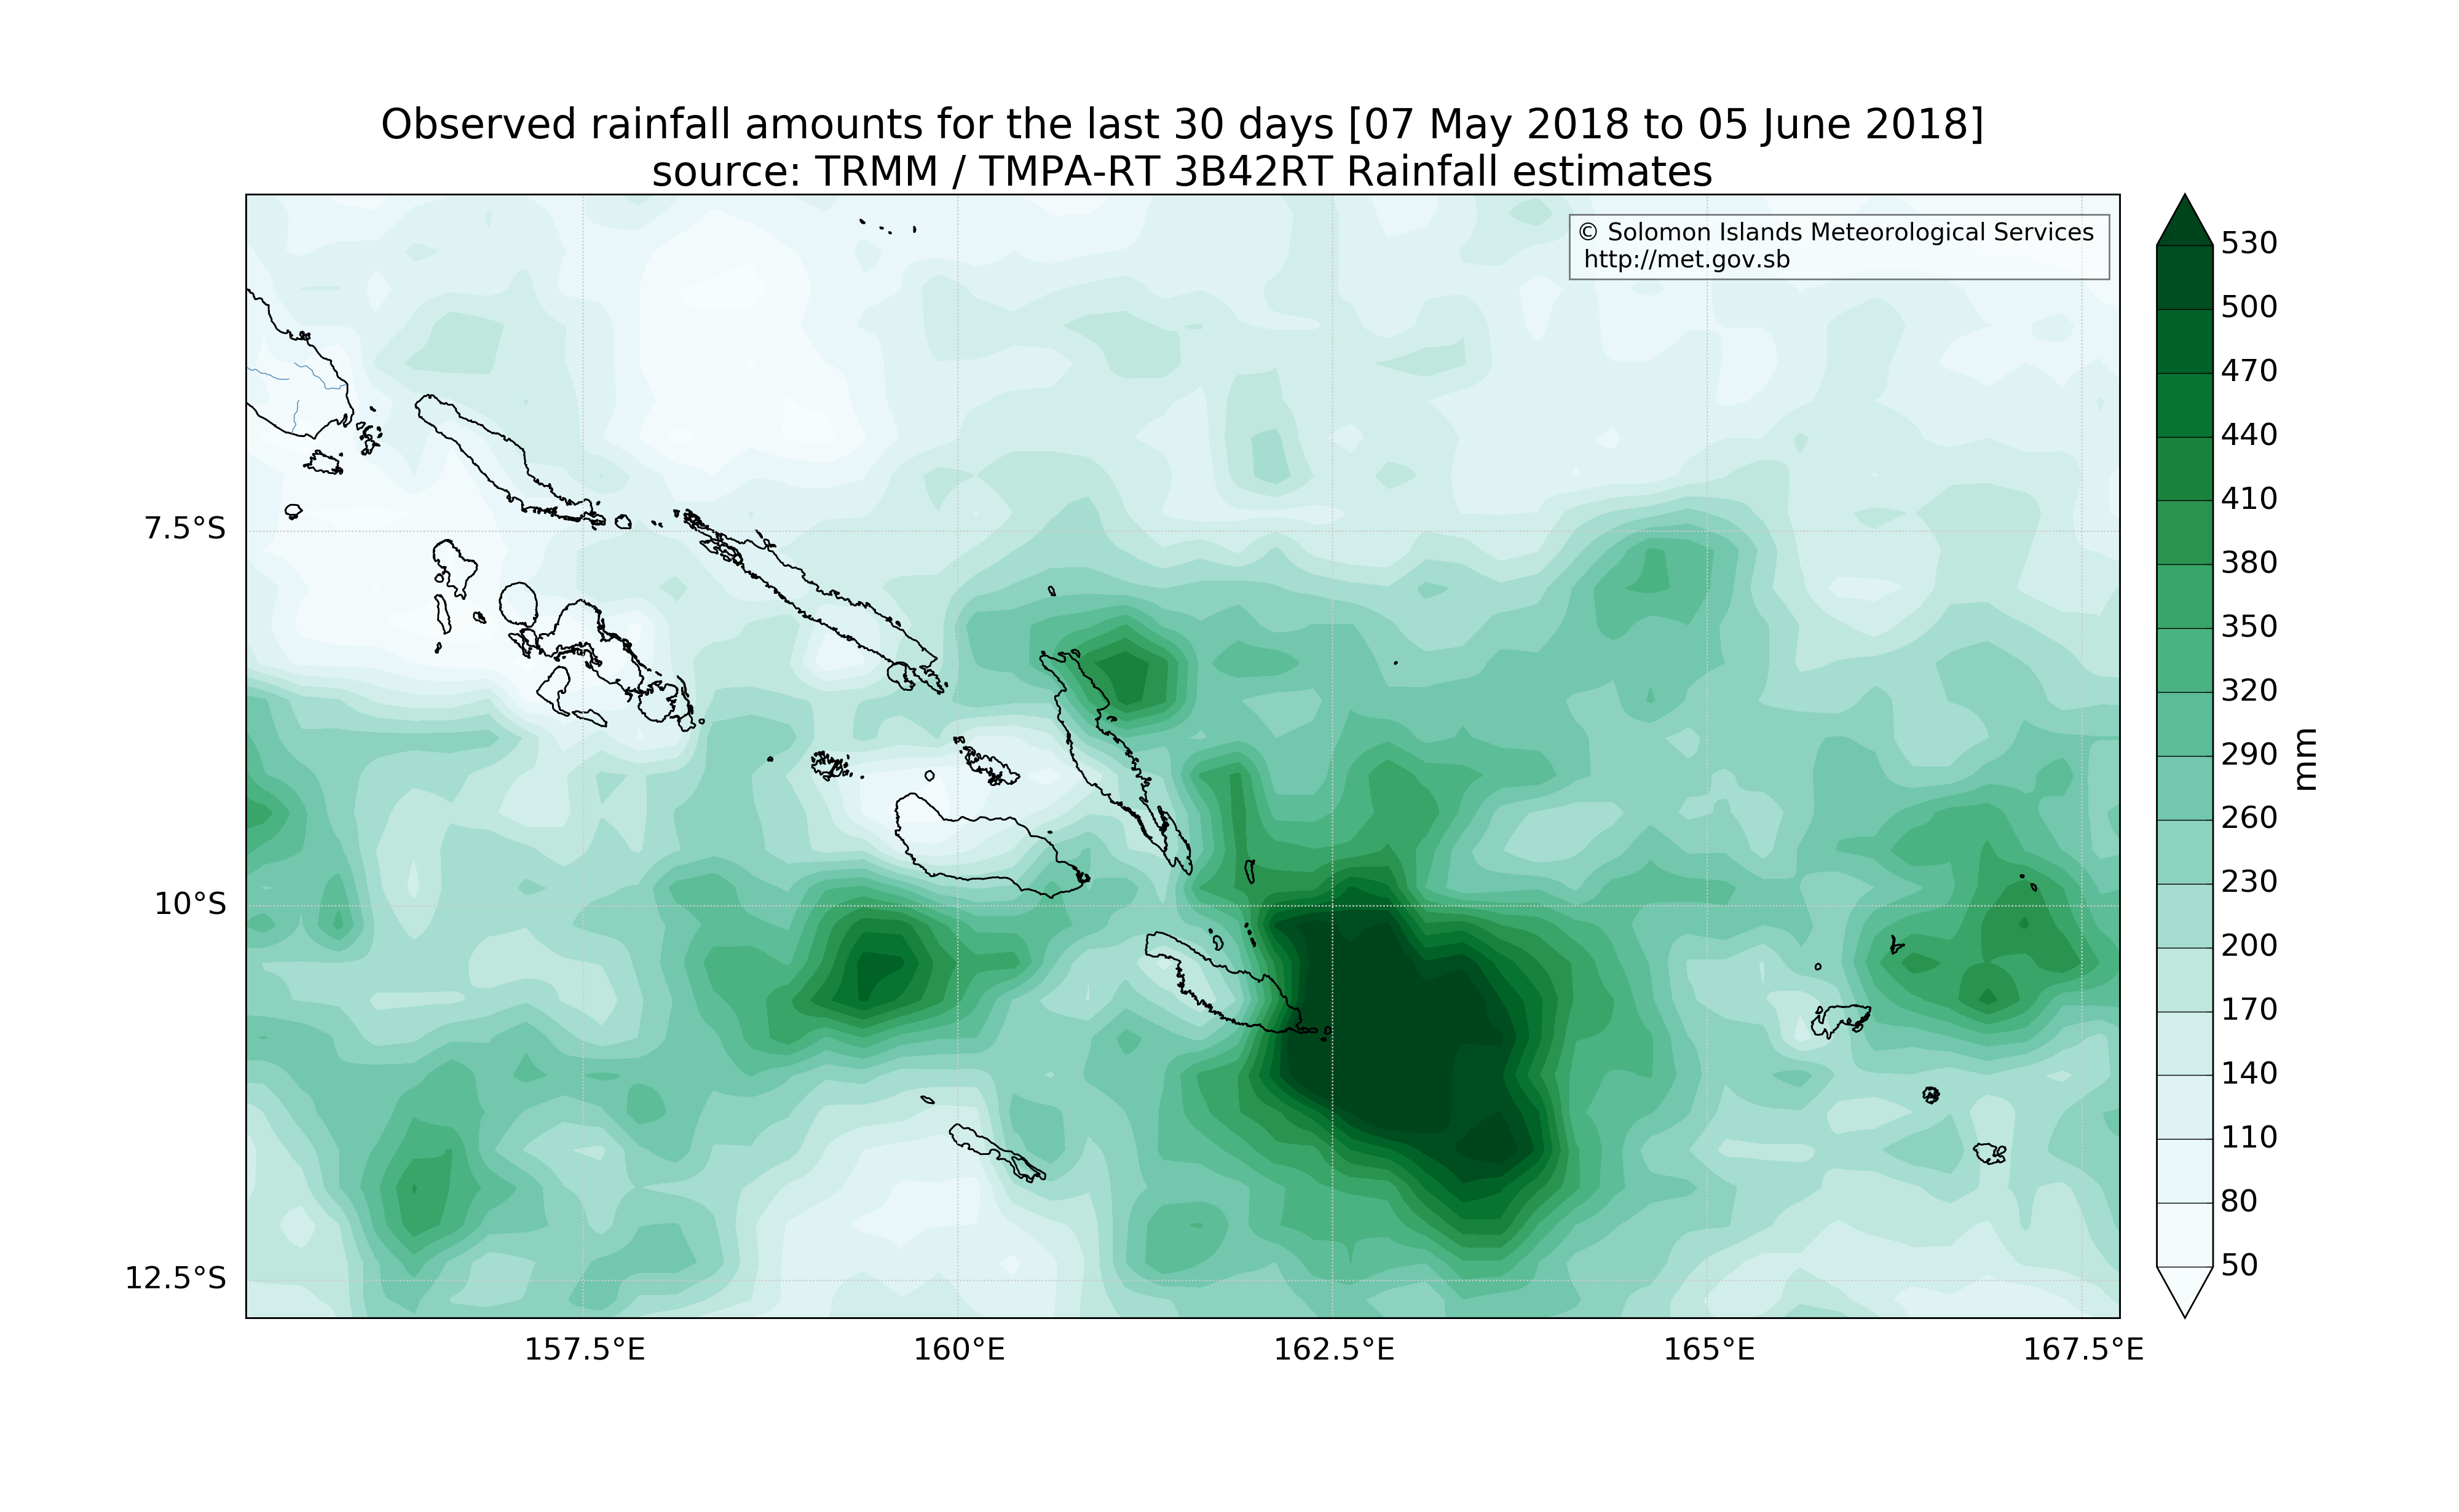 Observed rainfall amounts for the last 30 days [07 May 2018 to 05 June 2018]
source: TRMM / TMPA-RT 3B42RT Rainfall estimates
© Solomon Islands Meteorological Services
http://met.gov.sb
530
500
470
440
410
380
350
320
290
260
230
200
170
140
110
80
50
mm
7.5°S
10°S
12.5°S
157.5°E
160°E
162.5°E
165°E
167.5°E